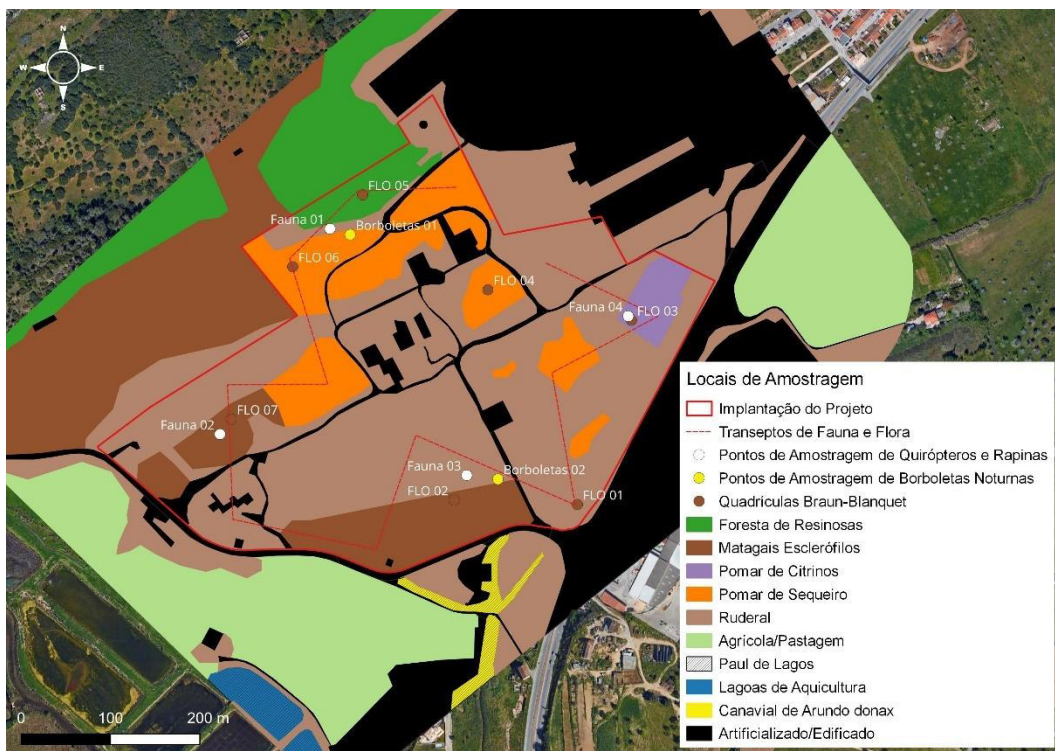 N
W E
S
FLO 05
Fauna 01
Borboletas 01
FLO 06
FLO 04
Fauna 04
FLO 03
FLO 07
Fauna 02
Fauna 03
Borboletas 02
FLO 02
FLO 01
0 100 200 m
Locais de Amostragem
Implantação do Projeto
Transeptos de Fauna e Flora
Pontos de Amostragem de Quirópteros e Rapinas
Pontos de Amostragem de Borboletas Noturnas
Quadrículas Braun-Blanquet
Foresta de Resinosas
Matagais Esclerófilos
Pomar de Citrinos
Pomar de Sequeiro
Ruderal
Agrícola/Pastagem
Paul de Lagos
Lagoas de Aquicultura
Canavial de Arundo donax
Artificializado/Edificado